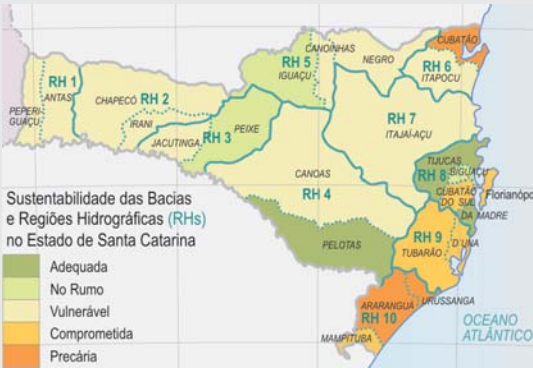 CUBATÃO
CANOINHAS
NEGRO
RH 5
IGUAÇU
RH 6
ITAPOCU
RH 1
ANTAS
PEPERI-
GUAÇU
CHAPECÓ
RH 2
IRANI
JACUTINGA
RH 3
PEIXE
RH 7
ITAJAÍ-AÇU
TIJUCAS
RH 8
BIGUAÇU
CUBATÃO
DO SUL
Florianópo
DA MADRE
CANOAS
RH 4
PELOTAS
RH 9
TUBARÃO
D'UNA
URUSSANGA
ARARANGUÁ
RH 10
MAMPITUBA
OCEANO
ATLÂNTICO
Sustentabilidade das Bacias
e Regiões Hidrográficas (RHs)
no Estado de Santa Catarina
Adequada
No Rumo
Vulnerável
Comprometida
Precária